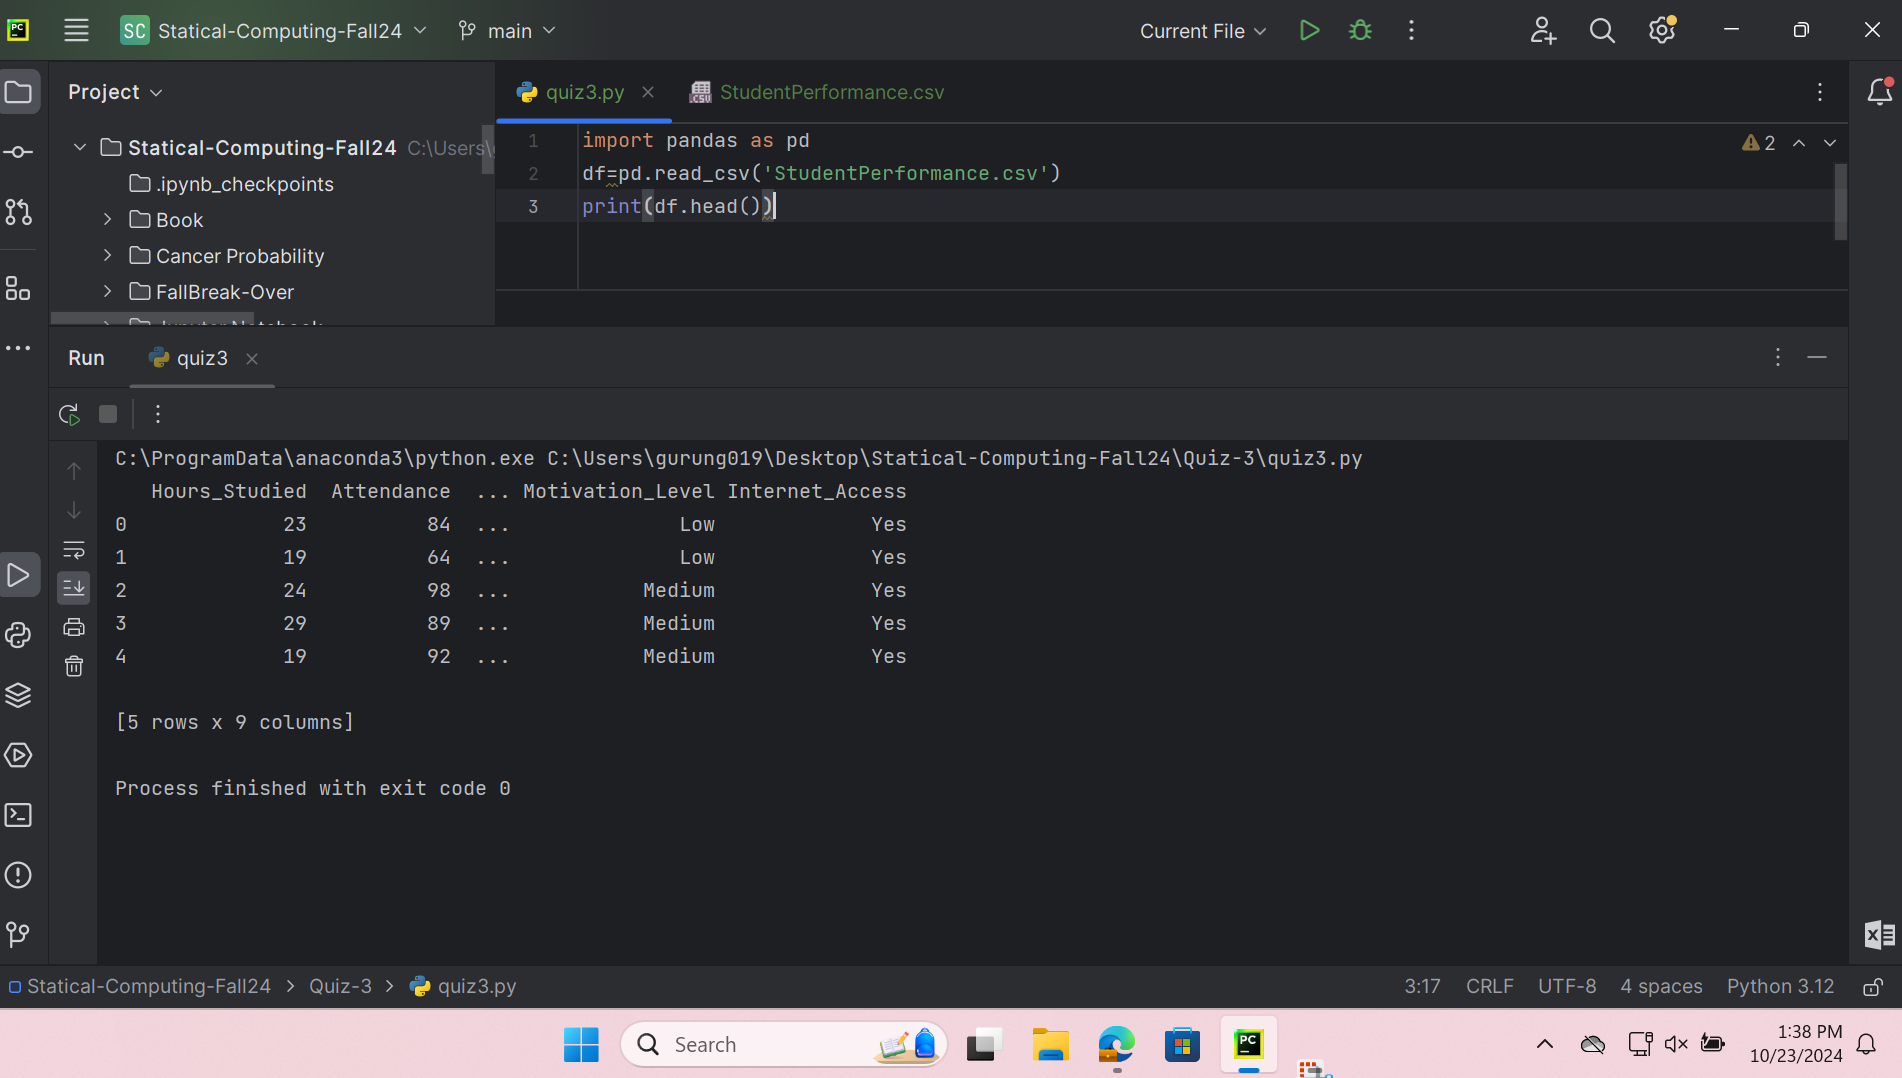 PC
SC Statical-Computing-Fall24 main Current File
Project
quiz3.py StudentPerformance.csv
Statical-Computing-Fall24 C:\Users\
.ipynb_checkpoints
Book
Cancer Probability
FallBreak-Over
1 import pandas as pd
2 df=pd.read_csv('StudentPerformance.csv')
3 print(df.head())
2
Run quiz3
C:\ProgramData\anaconda3\python.exe C:\Users\gurung019\Desktop\Statical-Computing-Fall24\Quiz-3\quiz3.py
   Hours_Studied  Attendance  ... Motivation_Level Internet_Access
0             23          84  ...              Low             Yes
1             19          64  ...              Low             Yes
2             24          98  ...           Medium             Yes
3             29          89  ...           Medium             Yes
4             19          92  ...           Medium             Yes
[5 rows x 9 columns]
Process finished with exit code 0
Statical-Computing-Fall24 > Quiz-3 > quiz3.py 3:17 CRLF UTF-8 4 spaces Python 3.12
Search PC
1:38 PM
10/23/2024